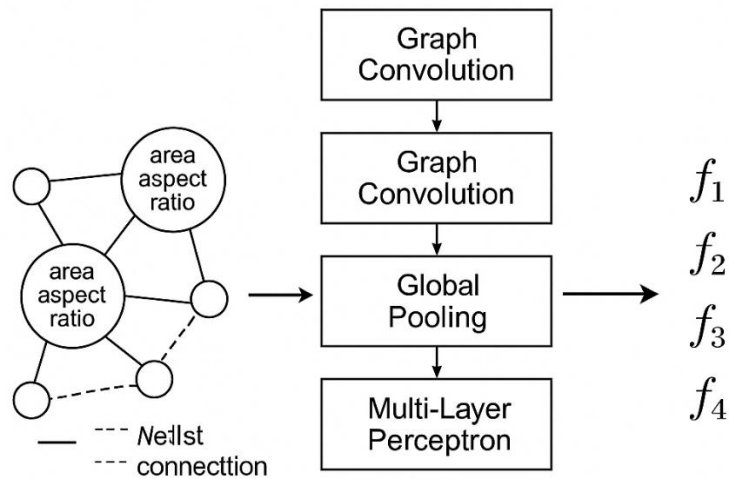 Graph
Convolution
Graph
Convolution
Global
Pooling
Multi-Layer
Perceptron
area
aspect
ratio
area
aspect
ratio
connecttion
f1
f2
f3
f4